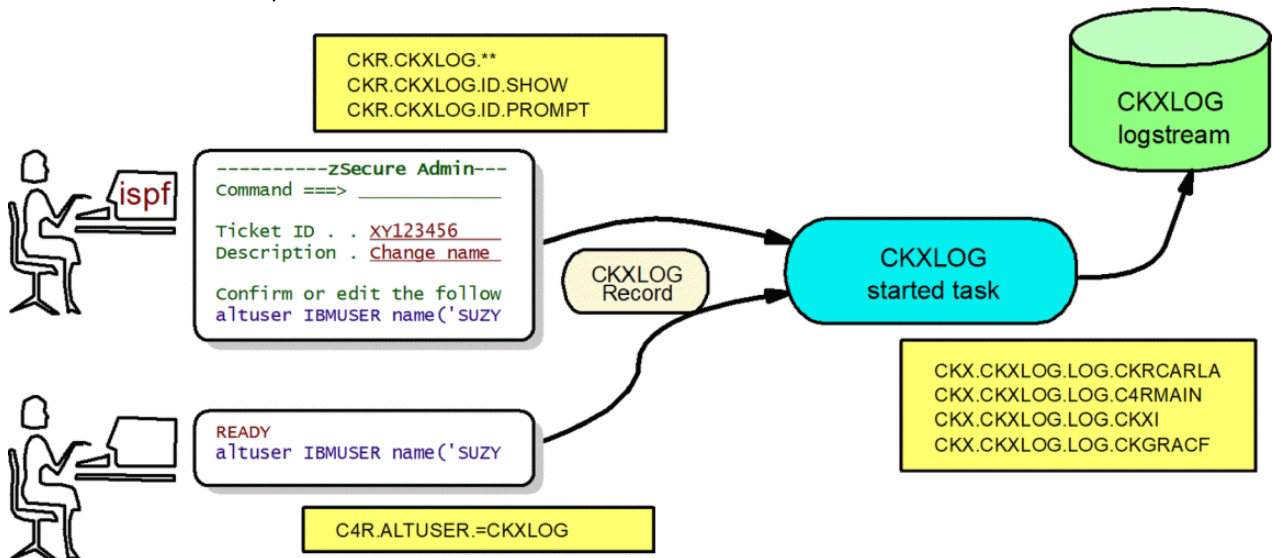 CKR.CKXLOG.**
CKR.CKXLOG.ID.SHOW
CKR.CKXLOG.ID.PROMPT
CKXLOG
logstream
ispf
----------zSecure Admin---
Command ===> _______________
Ticket ID . . XY123456
Description . Change name
Confirm or edit the follow
altuser IBMUSER name('SUZY
CKXLOG
Record
CKXLOG
started task
CKX.CKXLOG.LOG.CKRCARLA
CKX.CKXLOG.LOG.C4RMAIN
CKX.CKXLOG.LOG.CKXI
CKX.CKXLOG.LOG.CKGRACF
READY
altuser IBMUSER name('SUZY
C4R.ALTUSER.=CKXLOG